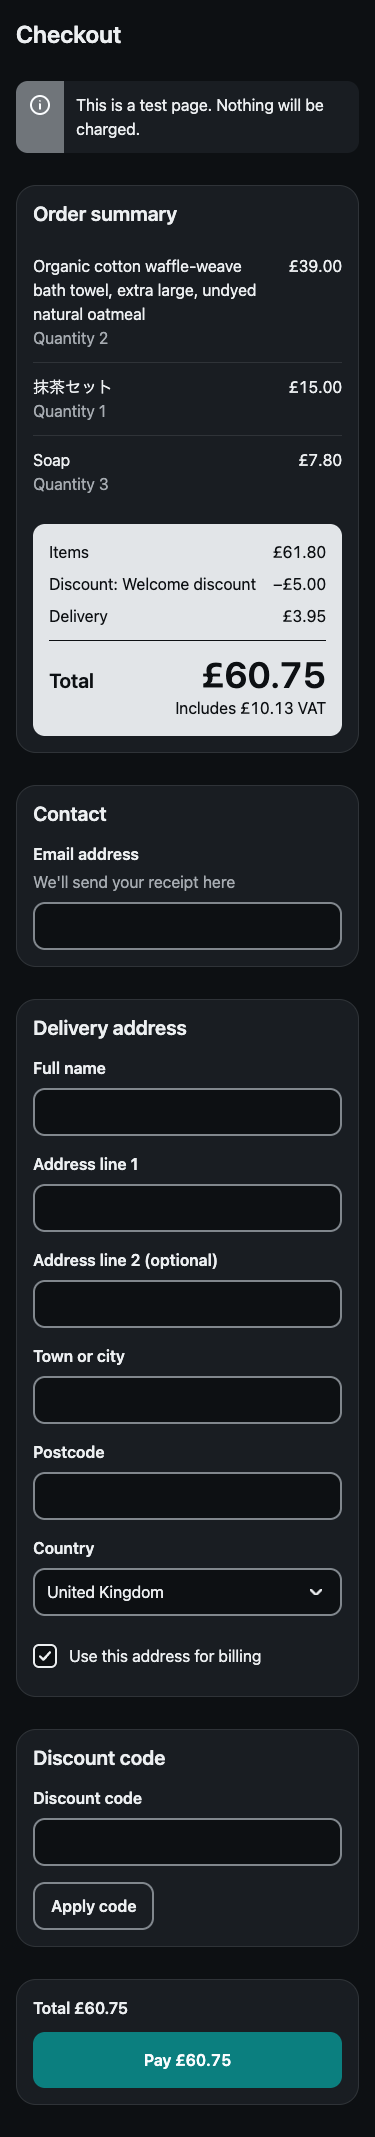 Checkout
This is a test page. Nothing will be
charged.
Order summary
Organic cotton waffle-weave £39.00
bath towel, extra large, undyed
natural oatmeal
Quantity 2
抹茶セット £15.00
Quantity 1
Soap £7.80
Quantity 3
Items £61.80
Discount: Welcome discount −£5.00
Delivery £3.95
Total £60.75
Includes £10.13 VAT
Contact
Email address
We'll send your receipt here
Delivery address
Full name
Address line 1
Address line 2 (optional)
Town or city
Postcode
Country
United Kingdom
Use this address for billing
Discount code
Discount code
Apply code
Total £60.75
Pay £60.75